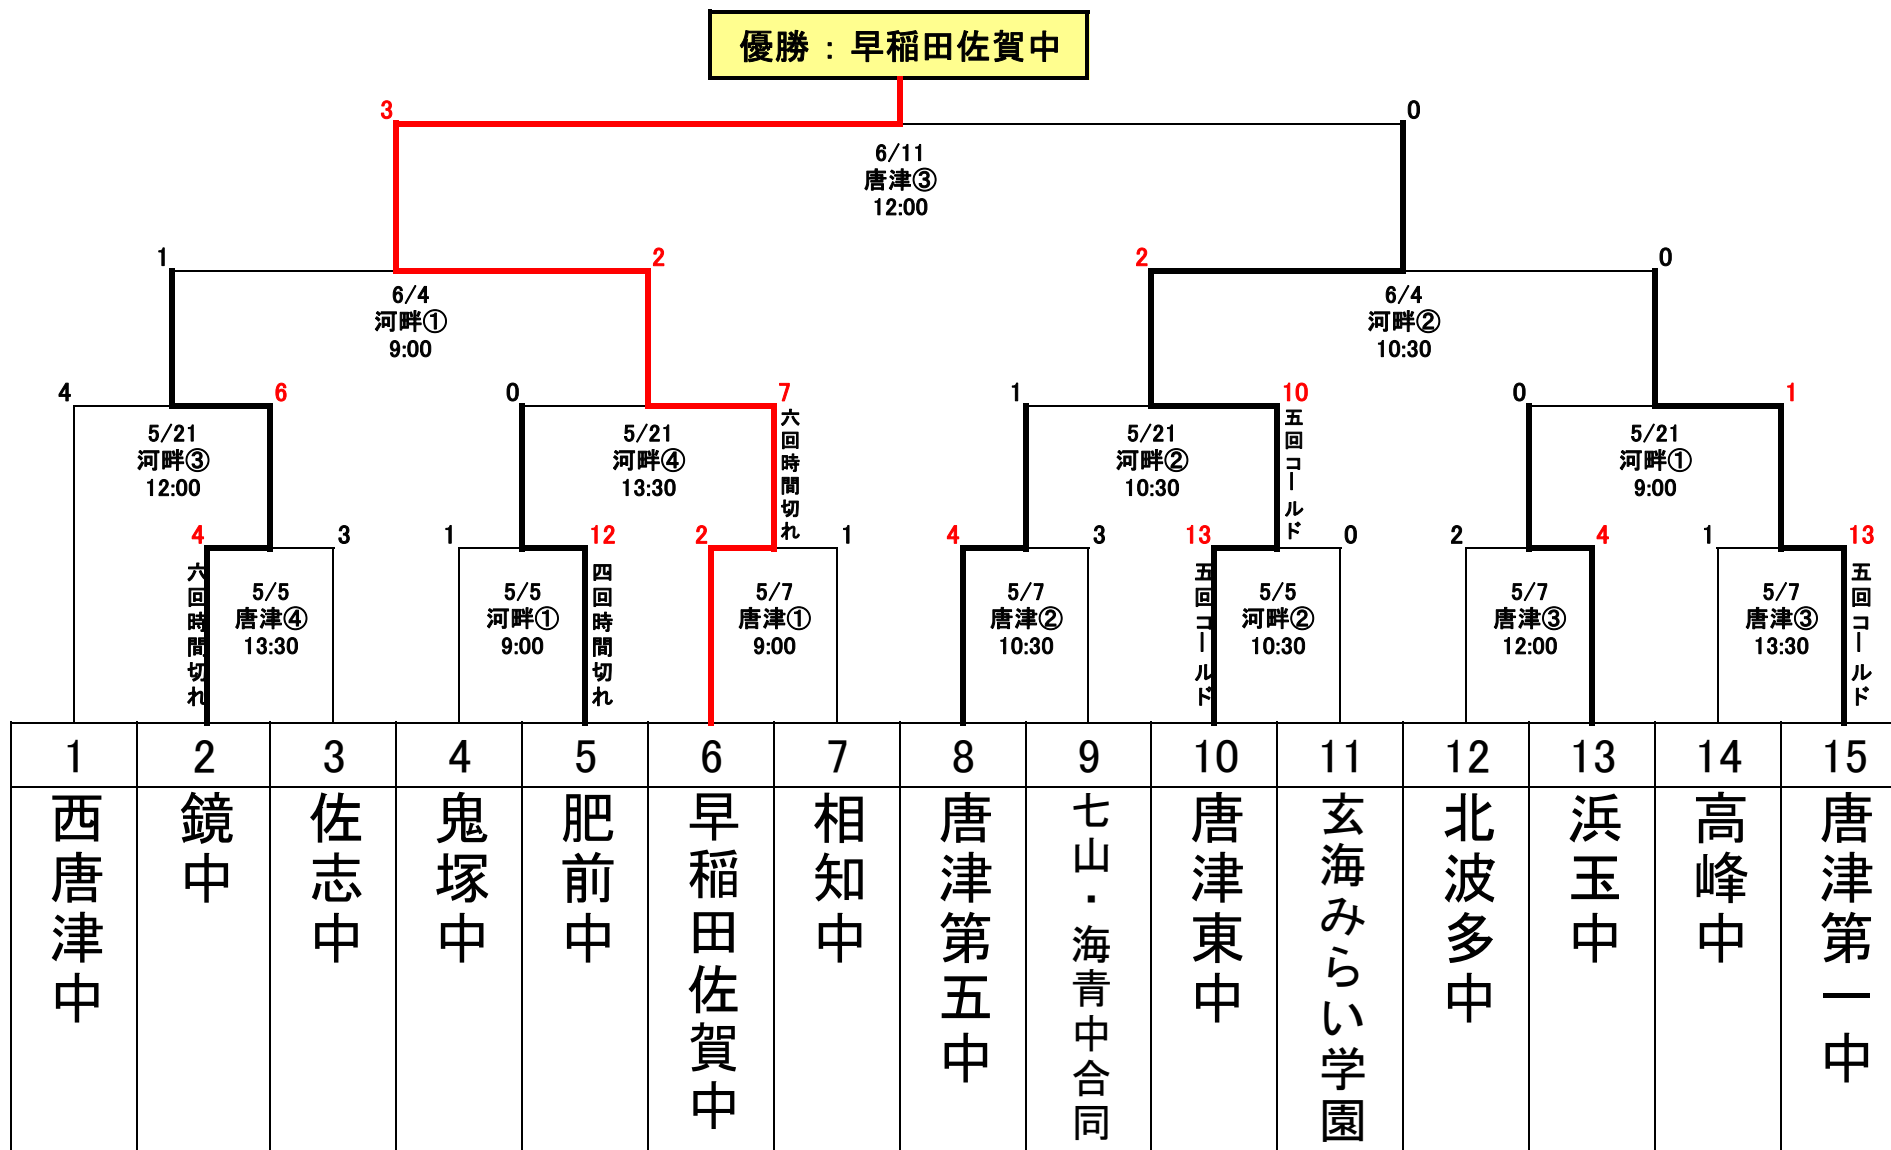 優勝：早稲田佐賀中
3
0
6/11
唐津③
12:00
1
2
2
0
6/4
河畔①
9:00
6/4
河畔②
10:30
4
6
0
7
1
10
0
1
5/21
河畔③
12:00
5/21
河畔④
13:30
六回時間切れ
5/21
河畔②
10:30
五回コールド
5/21
河畔①
9:00
4
3
1
12
2
1
4
3
13
0
2
4
1
13
六回時間切れ
5/5
唐津④
13:30
5/5
河畔①
9:00
四回時間切れ
5/7
唐津①
9:00
5/7
唐津②
10:30
五回コールド
5/5
河畔②
10:30
5/7
唐津③
12:00
5/7
唐津③
13:30
五回コールド
1
2
3
4
5
6
7
8
9
10
11
12
13
14
15
西唐津中
鏡中
佐志中
鬼塚中
肥前中
早稲田佐賀中
相知中
唐津第五中
七山・海青中合同
唐津東中
玄海みらい学園
北波多中
浜玉中
高峰中
唐津第一中